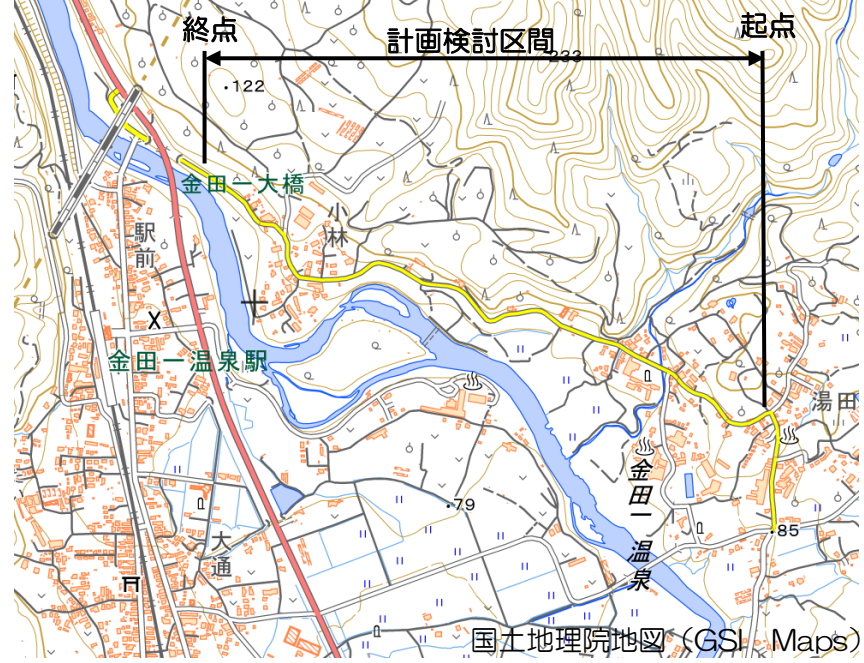 終点
計画検討区間
起点
233
・122
金田一大橋
小林
駅前
金田一温泉駅
湯田
・79
金田一温泉
・85
大通
国土地理院地図（GSI Maps）